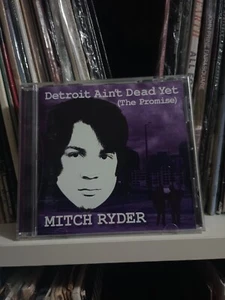 Detroit Ain't Dead Yet
(The Promise)
MITCH RYDER